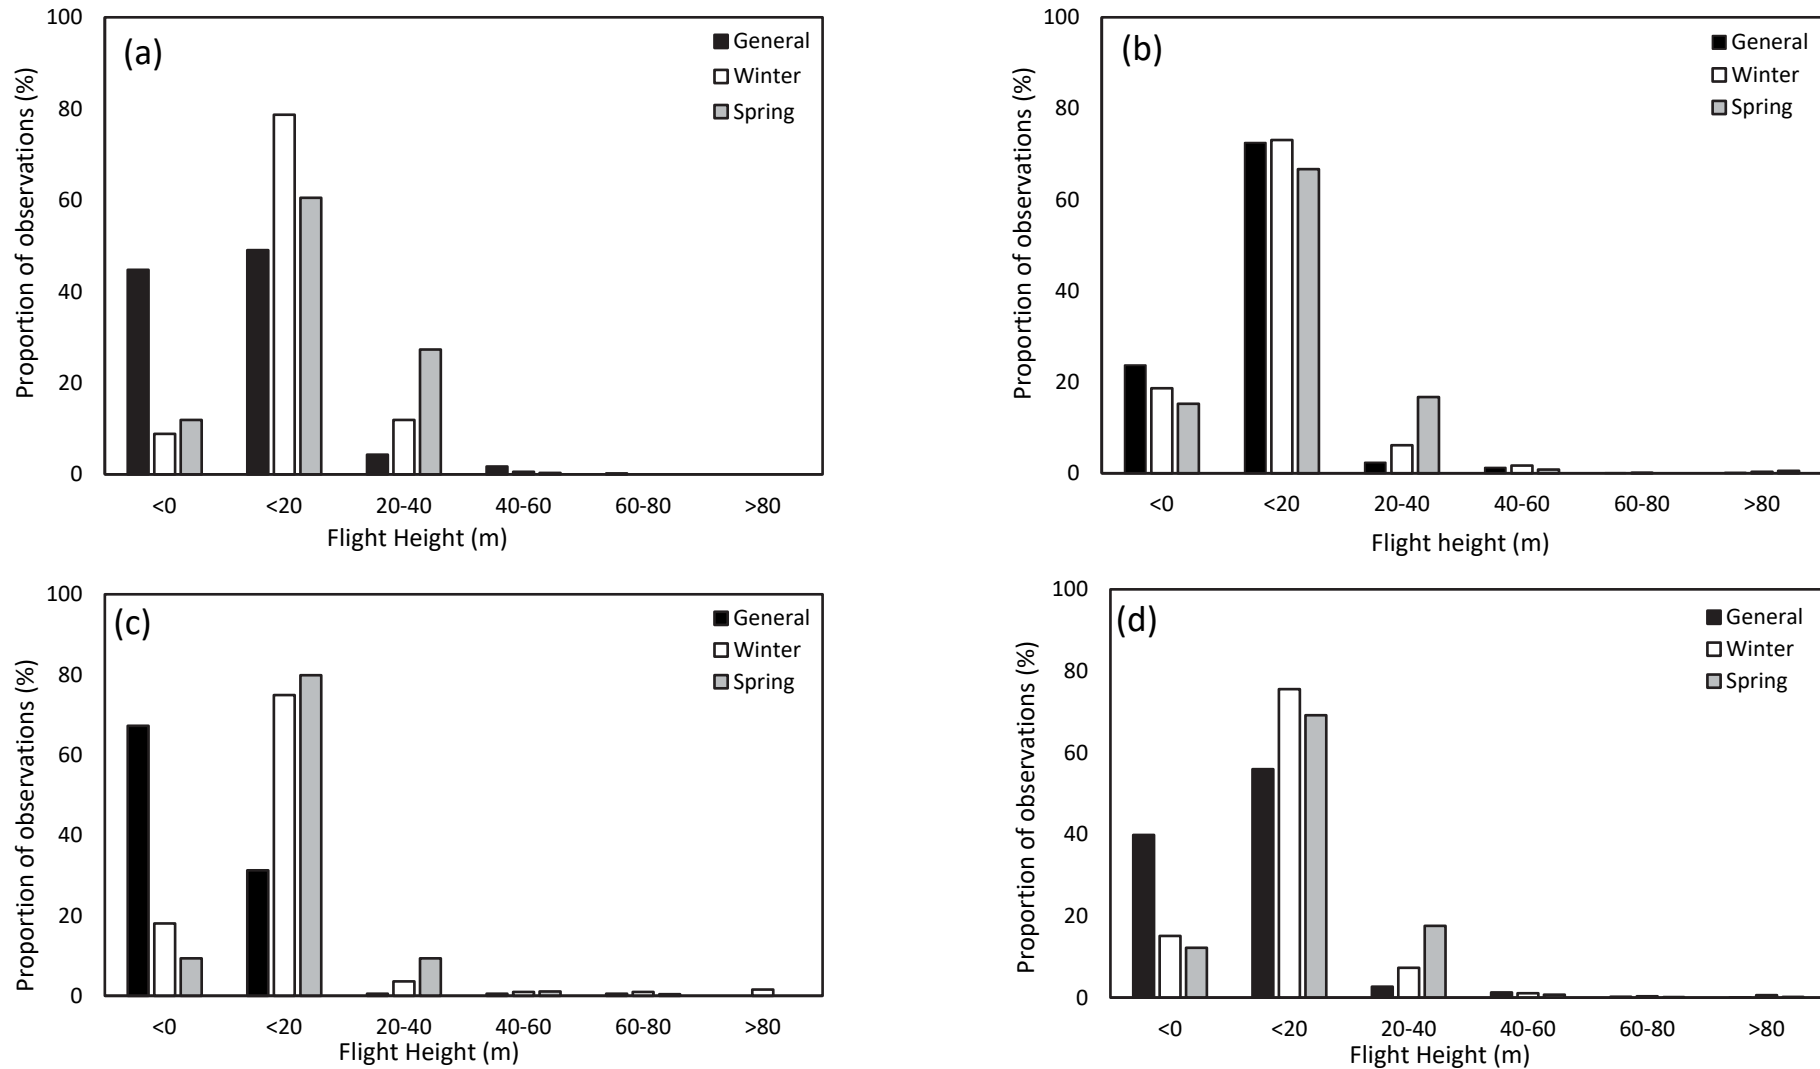 (a)
General
Winter
Spring
Proportion of observations (%)
100
80
60
40
20
0
<0 <20 20-40 40-60 60-80 >80
Flight Height (m)
(b)
General
Winter
Spring
Proportion of observations (%)
100
80
60
40
20
0
<0 <20 20-40 40-60 60-80 >80
Flight height (m)
(c)
General
Winter
Spring
Proportion of observations (%)
100
80
60
40
20
0
<0 <20 20-40 40-60 60-80 >80
Flight Height (m)
(d)
General
Winter
Spring
Proportion of observations (%)
100
80
60
40
20
0
<0 <20 20-40 40-60 60-80 >80
Flight Height (m)